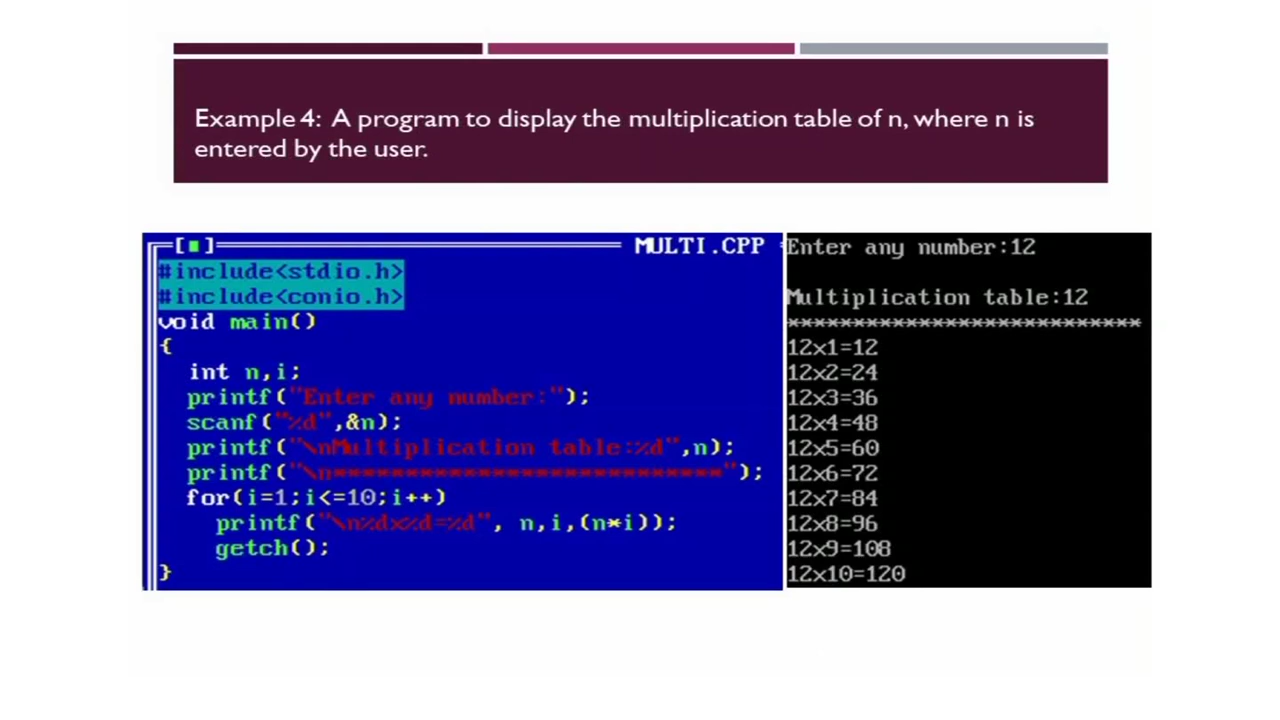 Example 4: A program to display the multiplication table of n, where n is
entered by the user.
[■] MULTI.CPP
#include<stdio.h>
#include<conio.h>
void main()
{
int n,i;
printf("Enter any number:");
scanf("%d",&n);
printf("\nMultiplication table:%d",n);
printf("\n***************************");
for(i=1;i<=10;i++)
printf("\n%dx%d=%d", n,i,(n*i));
getch();
}
Enter any number:12
Multiplication table:12
***************************
12x1=12
12x2=24
12x3=36
12x4=48
12x5=60
12x6=72
12x7=84
12x8=96
12x9=108
12x10=120